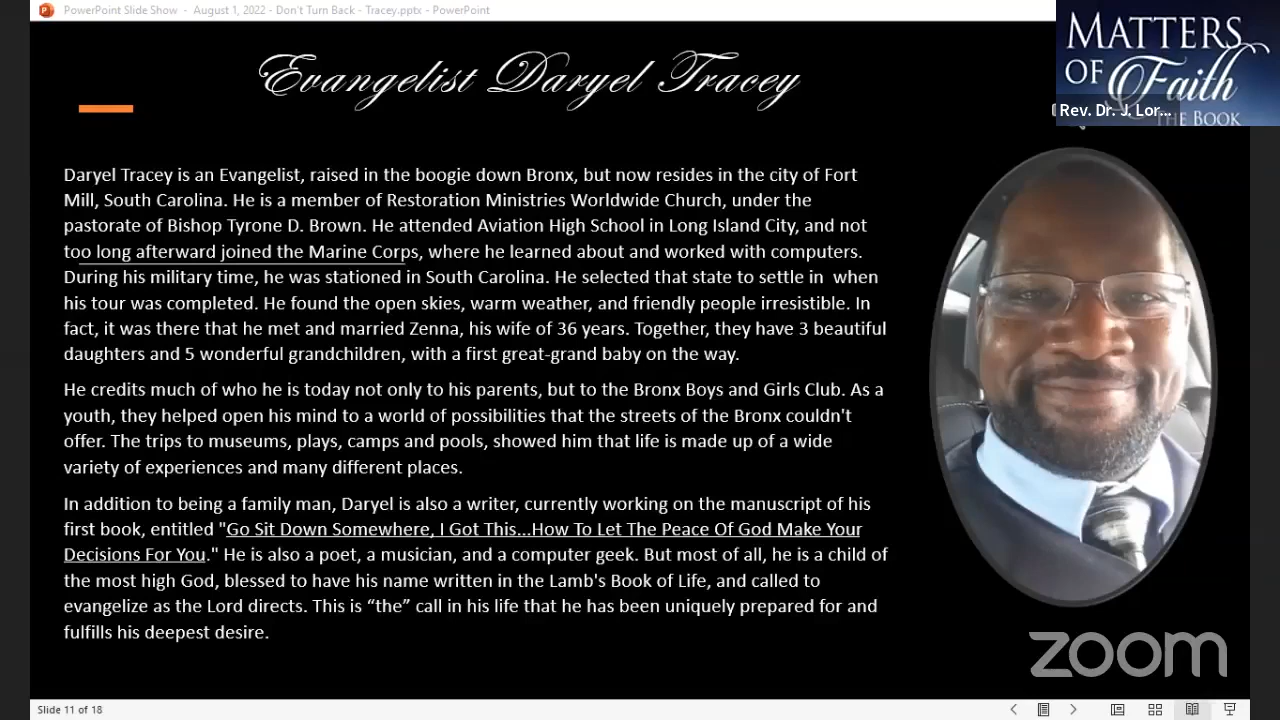 PowerPoint Slide Show - August 1, 2022 - Don't Turn Back - Tracey.pptx - PowerPoint
MATTERS
OF Faith
THE BOOK
Rev. Dr. J. Lor...
Evangelist Daryel Tracey
Daryel Tracey is an Evangelist, raised in the boogie down Bronx, but now resides in the city of Fort
Mill, South Carolina. He is a member of Restoration Ministries Worldwide Church, under the
pastorate of Bishop Tyrone D. Brown. He attended Aviation High School in Long Island City, and not
too long afterward joined the Marine Corps, where he learned about and worked with computers.
During his military time, he was stationed in South Carolina. He selected that state to settle in when
his tour was completed. He found the open skies, warm weather, and friendly people irresistible. In
fact, it was there that he met and married Zenna, his wife of 36 years. Together, they have 3 beautiful
daughters and 5 wonderful grandchildren, with a first great-grand baby on the way.
He credits much of who he is today not only to his parents, but to the Bronx Boys and Girls Club. As a
youth, they helped open his mind to a world of possibilities that the streets of the Bronx couldn't
offer. The trips to museums, plays, camps and pools, showed him that life is made up of a wide
variety of experiences and many different places.
In addition to being a family man, Daryel is also a writer, currently working on the manuscript of his
first book, entitled "Go Sit Down Somewhere, I Got This...How To Let The Peace Of God Make Your
Decisions For You." He is also a poet, a musician, and a computer geek. But most of all, he is a child of
the most high God, blessed to have his name written in the Lamb's Book of Life, and called to
evangelize as the Lord directs. This is “the” call in his life that he has been uniquely prepared for and
fulfills his deepest desire.
zoom
Slide 11 of 18